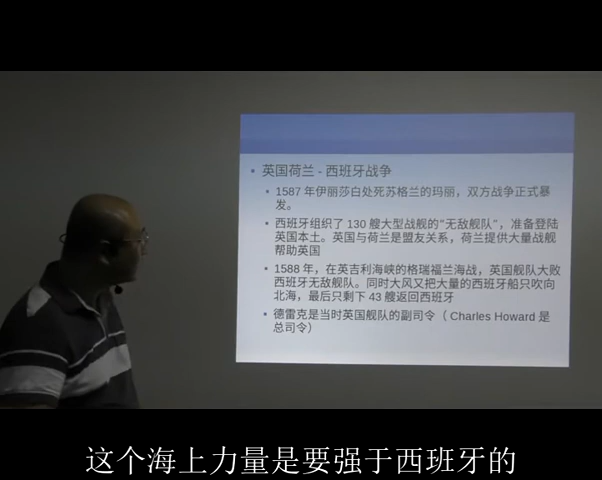 英国荷兰 - 西班牙战争
1587 年伊丽莎白处死苏格兰的玛丽，双方战争正式暴
发。
西班牙组织了 130 艘大型战舰的“无敌舰队”，准备登陆
英国本土。英国与荷兰是盟友关系，荷兰提供大量战舰
帮助英国
1588 年，在英吉利海峡的格瑞福兰海战，英国舰队大败
西班牙无敌舰队。同时大风又把大量的西班牙船只吹向
北海，最后只剩下 43 艘返回西班牙
德雷克是当时英国舰队的副司令（ Charles Howard 是
总司令）
这个海上力量是要强于西班牙的